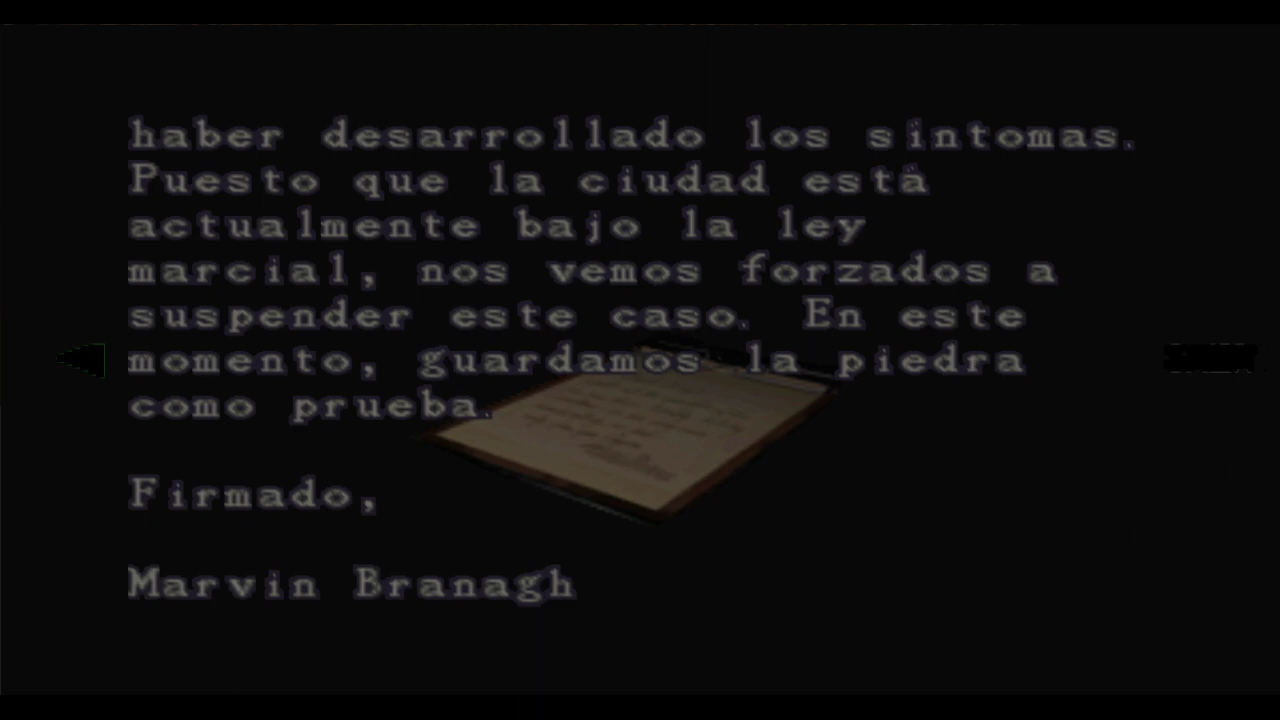 haber desarrollado los síntomas.
Puesto que la ciudad está
actualmente bajo la ley
marcial, nos vemos forzados a
suspender este caso. En este
momento, guardamos la piedra
como prueba.
Firmado,
Marvin Branagh